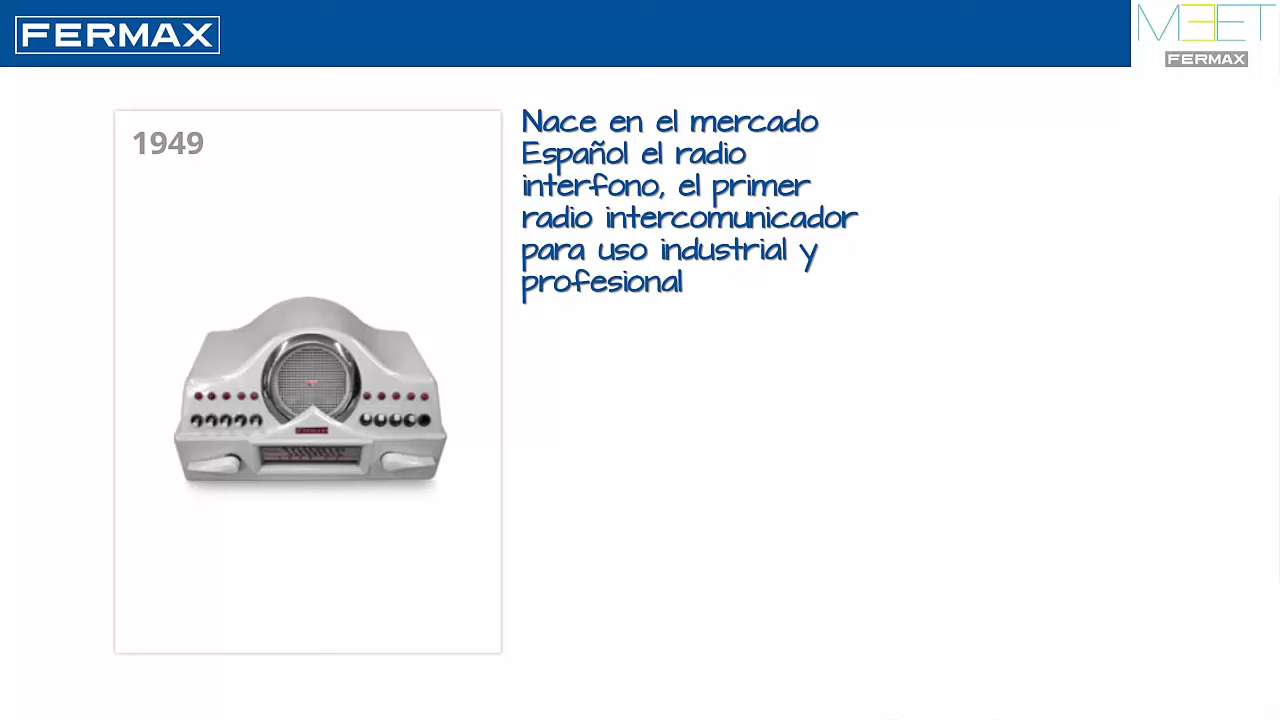 FERMAX
MEET
FERMAX
1949
Nace en el mercado
Español el radio
interfono, el primer
radio intercomunicador
para uso industrial y
profesional